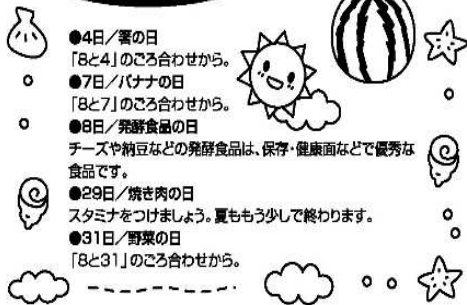 ●4日／箸の日
「8と4」のごろ合わせから。
●7日／バナナの日
「8と7」のごろ合わせから。
●8日／発酵食品の日
チーズや納豆などの発酵食品は、保存・健康面などで優秀な
食品です。
●29日／焼き肉の日
スタミナをつけましょう。夏ももう少しで終わります。
●31日／野菜の日
「8と31」のごろ合わせから。